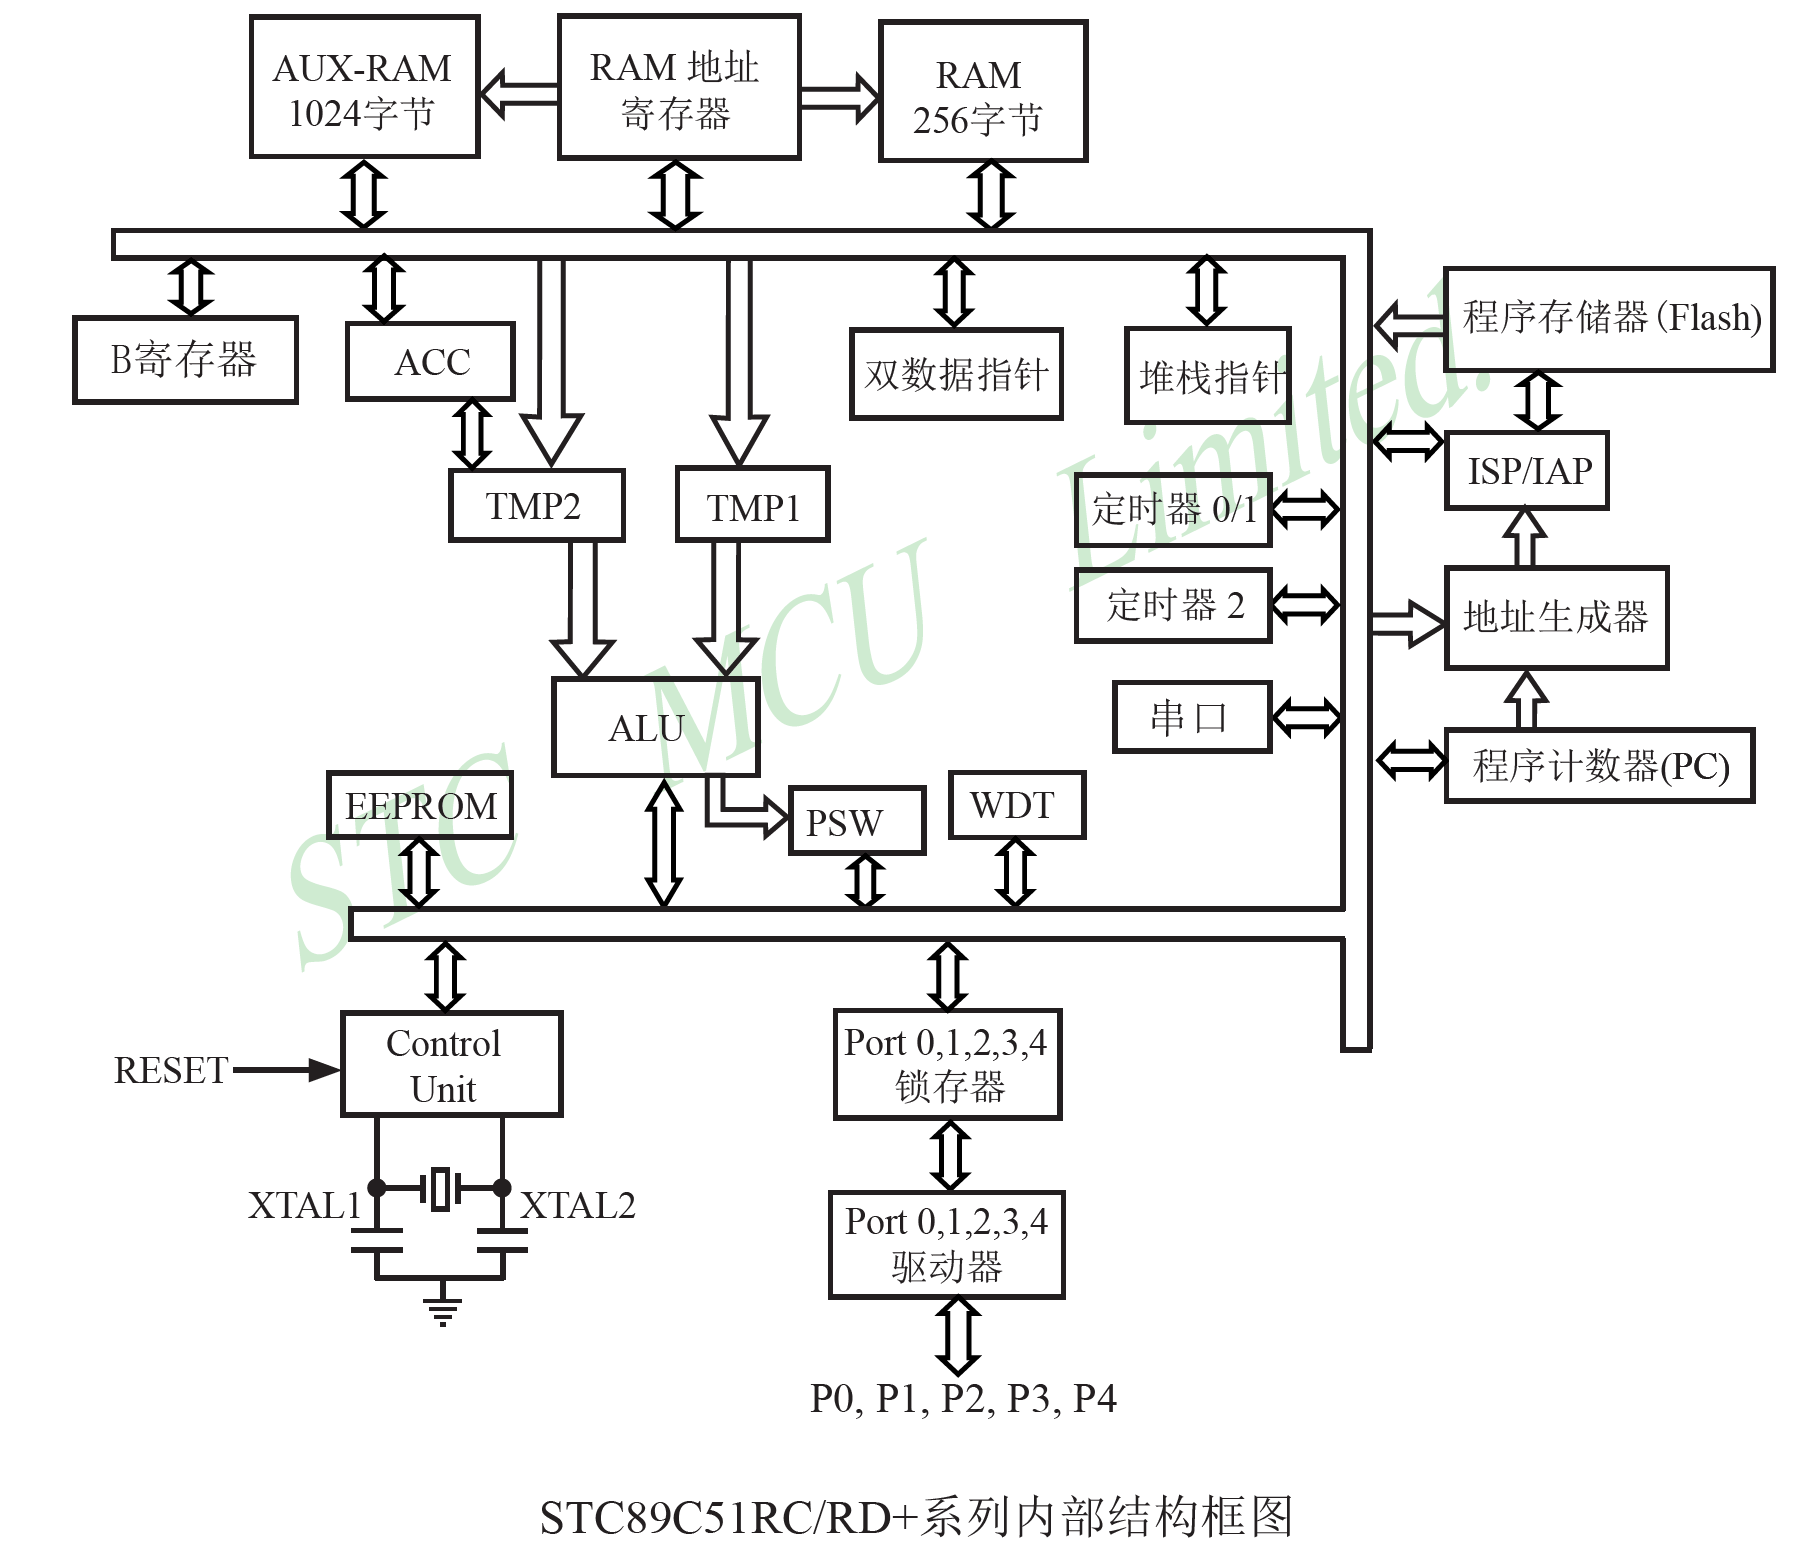 AUX-RAM
1024字节
RAM 地址
寄存器
RAM
256字节
B寄存器
ACC
双数据指针
堆栈指针
程序存储器(Flash)
TMP2
TMP1
定时器 0/1
ISP/IAP
定时器 2
地址生成器
ALU
串口
程序计数器(PC)
EEPROM
PSW
WDT
STC MCU Limited.
RESET
Control
Unit
Port 0,1,2,3,4
锁存器
XTAL1
XTAL2
Port 0,1,2,3,4
驱动器
P0, P1, P2, P3, P4
STC89C51RC/RD+系列内部结构框图